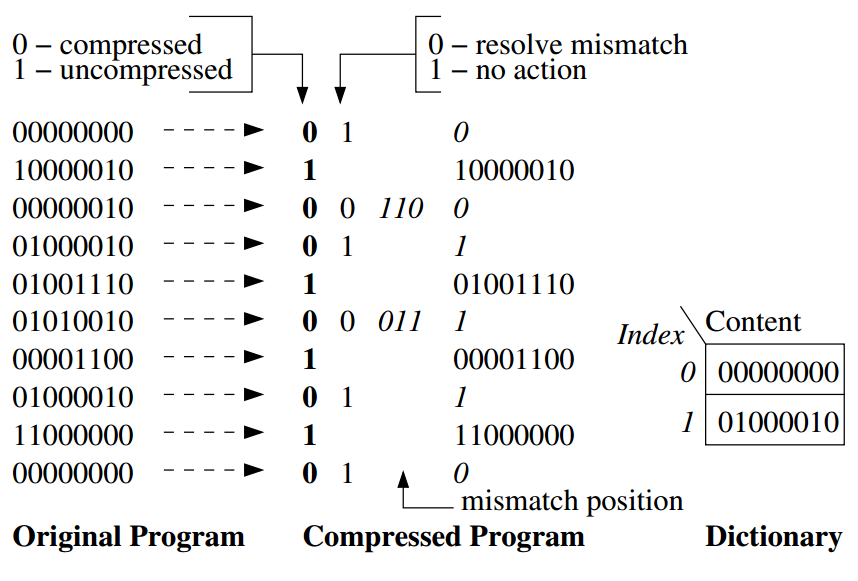 0 – compressed
1 – uncompressed
0 – resolve mismatch
1 – no action
00000000 0 1 0
10000010 1 10000010
00000010 0 0 110 0
01000010 0 1 1
01001110 1 01001110
01010010 0 0 011 1
00001100 1 00001100
01000010 0 1 1
11000000 1 11000000
00000000 0 1 0
mismatch position
Index Content
0 00000000
1 01000010
Original Program Compressed Program Dictionary